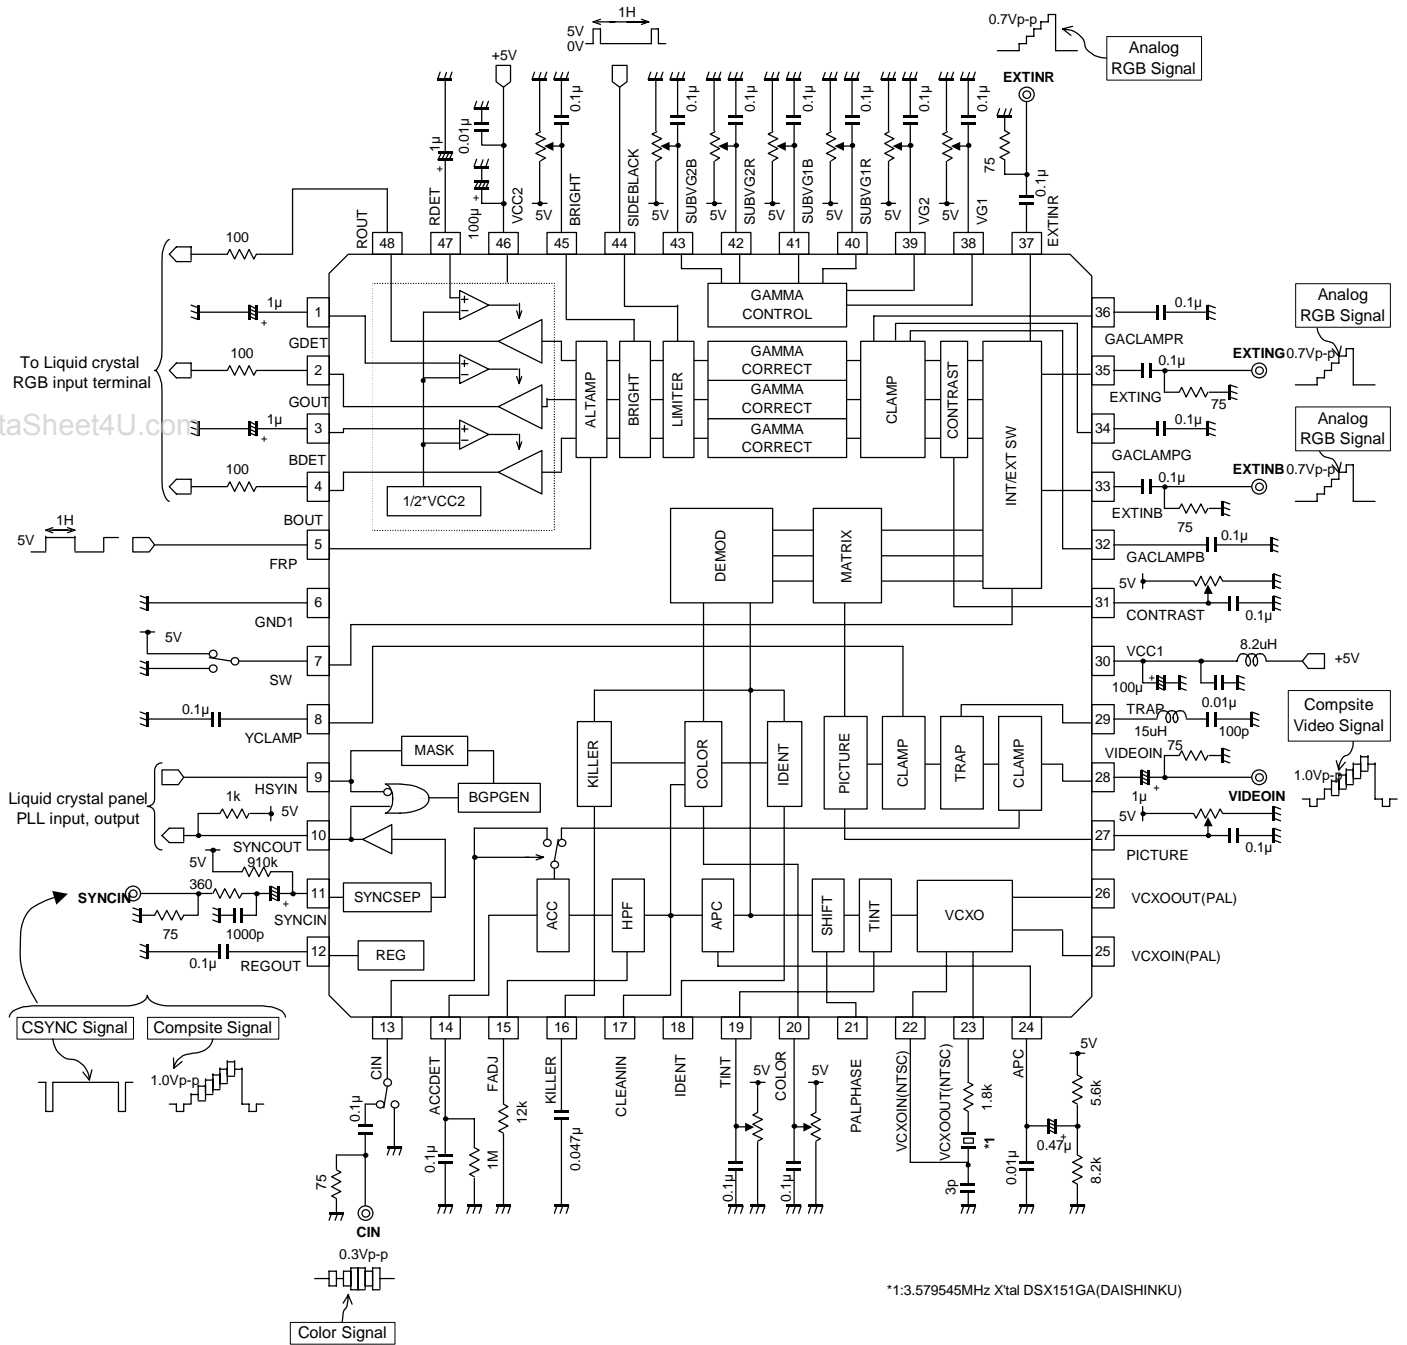 0.7Vp-p
Analog
RGB Signal
1H
5V
0V
+5V
EXTINR
75
0.1μ
EXTINR
1μ
RDET
0.01μ
100μ
VCC2
0.1μ
5V
BRIGHT
SIDEBLACK
0.1μ
5V
SUBVG2B
0.1μ
5V
SUBVG2R
0.1μ
5V
SUBVG1B
0.1μ
5V
SUBVG1R
0.1μ
5V
VG2
0.1μ
5V
VG1
ROUT
48
47
46
45
44
43
42
41
40
39
38
37
100
1μ
1
GDET
To Liquid crystal
RGB input terminal
100
2
GOUT
taSheet4U.com
1μ
3
BDET
100
4
BOUT
1H
5V
5
FRP
6
GND1
5V
7
SW
0.1μ
8
YCLAMP
9
HSYIN
Liquid crystal panel
PLL input, output
1k
5V
10
SYNCOUT
5V
910k
360
SYNCIN
11
SYNCIN
75
1000p
12
0.1μ
REGOUT
CSYNC Signal
Compsite Signal
1.0Vp-p
+
−
+
−
+
−
1/2*VCC2
ALTAMP
BRIGHT
LIMITER
GAMMA
CONTROL
GAMMA
CORRECT
GAMMA
CORRECT
GAMMA
CORRECT
CLAMP
CONTRAST
INT/EXT SW
DEMOD
MATRIX
MASK
BGPGEN
SYNCSEP
REG
KILLER
COLOR
IDENT
PICTURE
CLAMP
TRAP
CLAMP
ACC
HPF
APC
SHIFT
TINT
VCXO
36
0.1μ
GACLAMPR
Analog
RGB Signal
35
0.1μ
EXTING
0.7Vp-p
EXTING
75
34
0.1μ
GACLAMPG
Analog
RGB Signal
33
0.1μ
EXTINB
0.7Vp-p
EXTINB
75
32
0.1μ
GACLAMPB
5V
31
CONTRAST
0.1μ
30
VCC1
8.2uH
+5V
100μ
0.01μ
29
TRAP
15uH
100p
Compsite
Video Signal
VIDEOIN
75
28
1.0Vp-p
VIDEOIN
1μ
5V
27
PICTURE
0.1μ
26
VCXOOUT(PAL)
25
VCXOIN(PAL)
13
14
15
16
17
18
19
20
21
22
23
24
CIN
0.1μ
75
CIN
0.3Vp-p
Color Signal
ACCDET
0.1μ
1M
FADJ
12k
KILLER
0.047μ
CLEANIN
IDENT
TINT
5V
0.1μ
COLOR
5V
0.1μ
PALPHASE
VCXOIN(NTSC)
VCXOOUT(NTSC)
1.8k
*1
3p
APC
5V
5.6k
0.47μ
0.01μ
8.2k
*1:3.579545MHz X'tal DSX151GA(DAISHINKU)